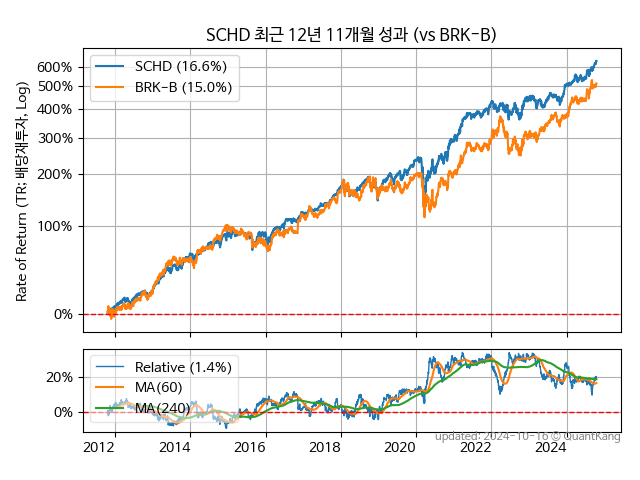 SCHD 최근 12년 11개월 성과 (vs BRK-B)
Rate of Return (TR: 배당재투자, Log)
600%
500%
400%
300%
200%
100%
0%
SCHD (16.6%)
BRK-B (15.0%)
20%
0%
Relative (1.4%)
MA(60)
MA(240)
2012 2014 2016 2018 2020 2022 2024
updated: 2024-10-16 © QuantKang